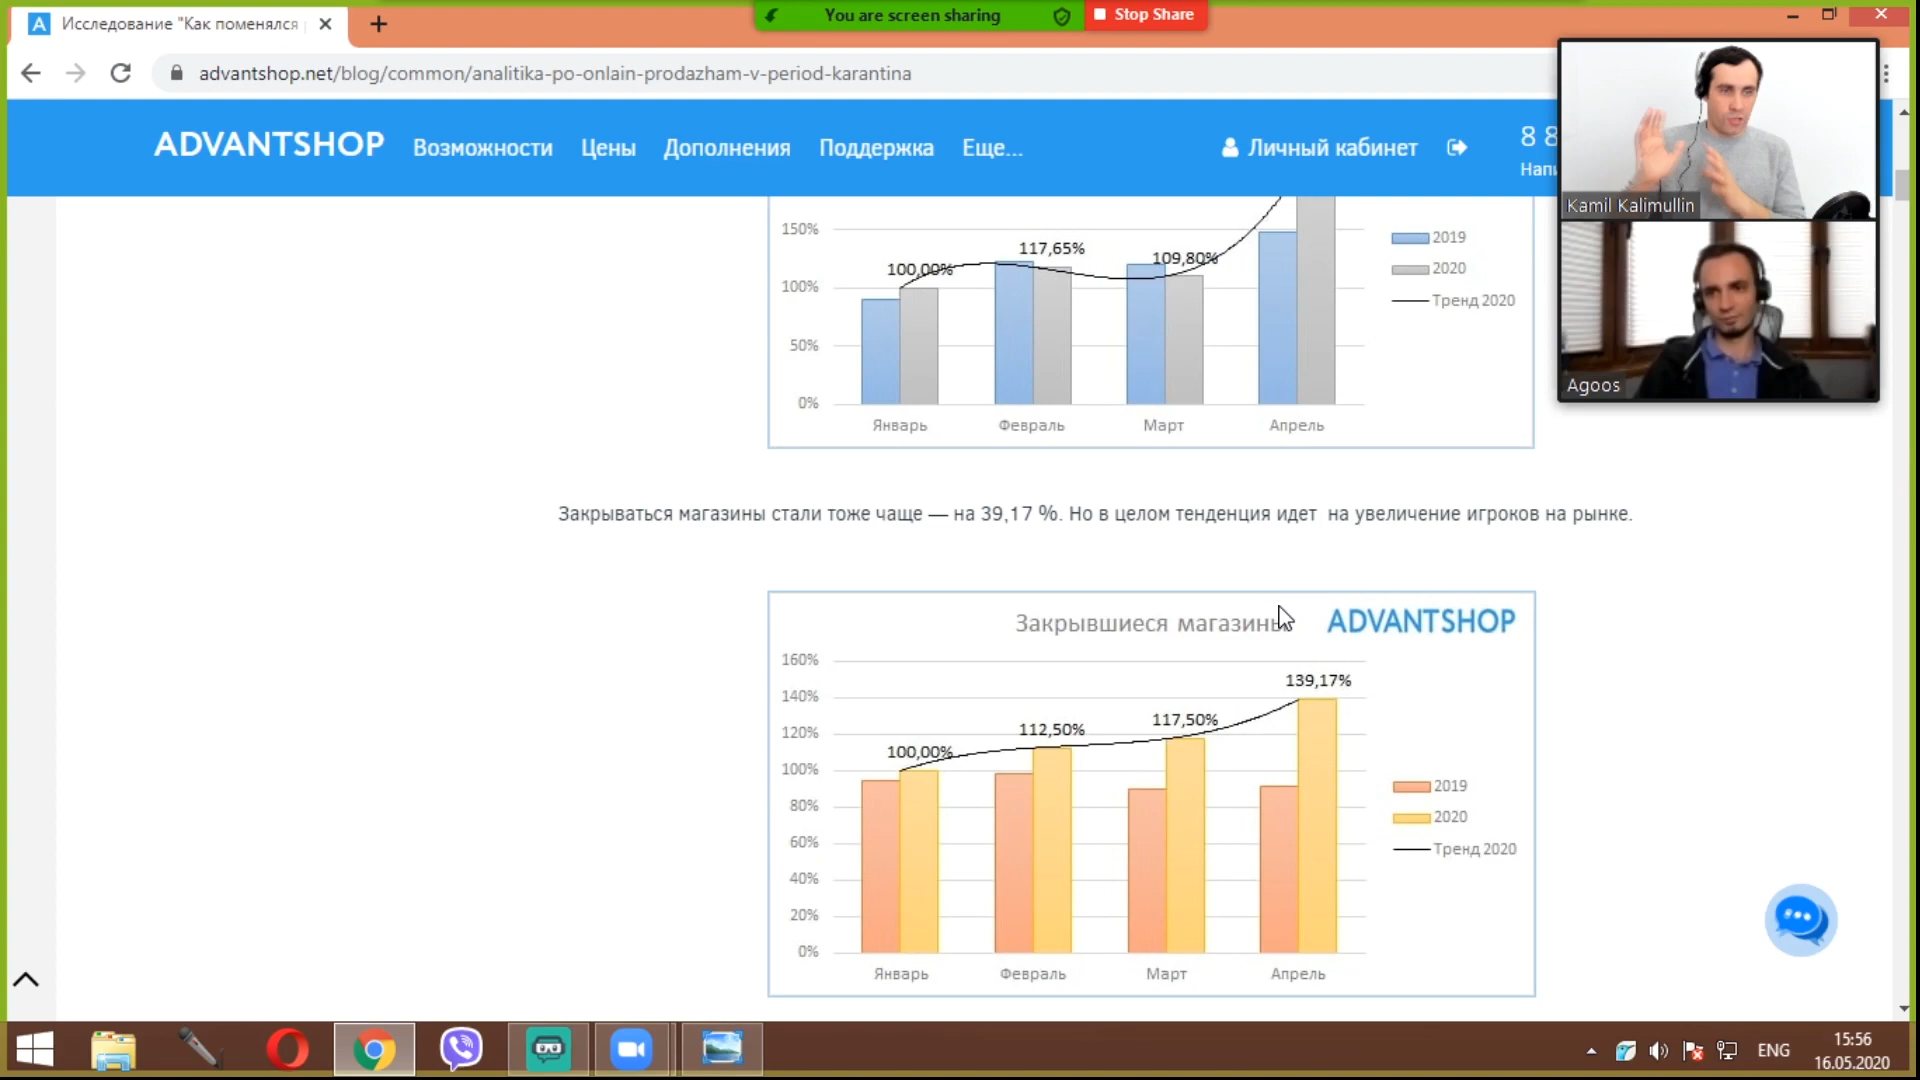 Исследование "Как поменялся
You are screen sharing
Stop Share
advantshop.net/blog/common/analitika-po-onlain-prodazham-v-period-karantina
ADVANTSHOP Возможности Цены Дополнения Поддержка Еще... Личный кабинет 8 8
Kamil Kalimullin
Agoos
150%
100%
50%
0%
100,00%
117,65%
109,80%
Январь Февраль Март Апрель
2019
2020
Тренд 2020
Закрываться магазины стали тоже чаще — на 39,17 %. Но в целом тенденция идет на увеличение игроков на рынке.
Закрывшиеся магазины ADVANTSHOP
160%
140%
120%
100%
80%
60%
40%
20%
0%
100,00%
112,50%
117,50%
139,17%
Январь Февраль Март Апрель
2019
2020
Тренд 2020
ENG
15:56
16.05.2020